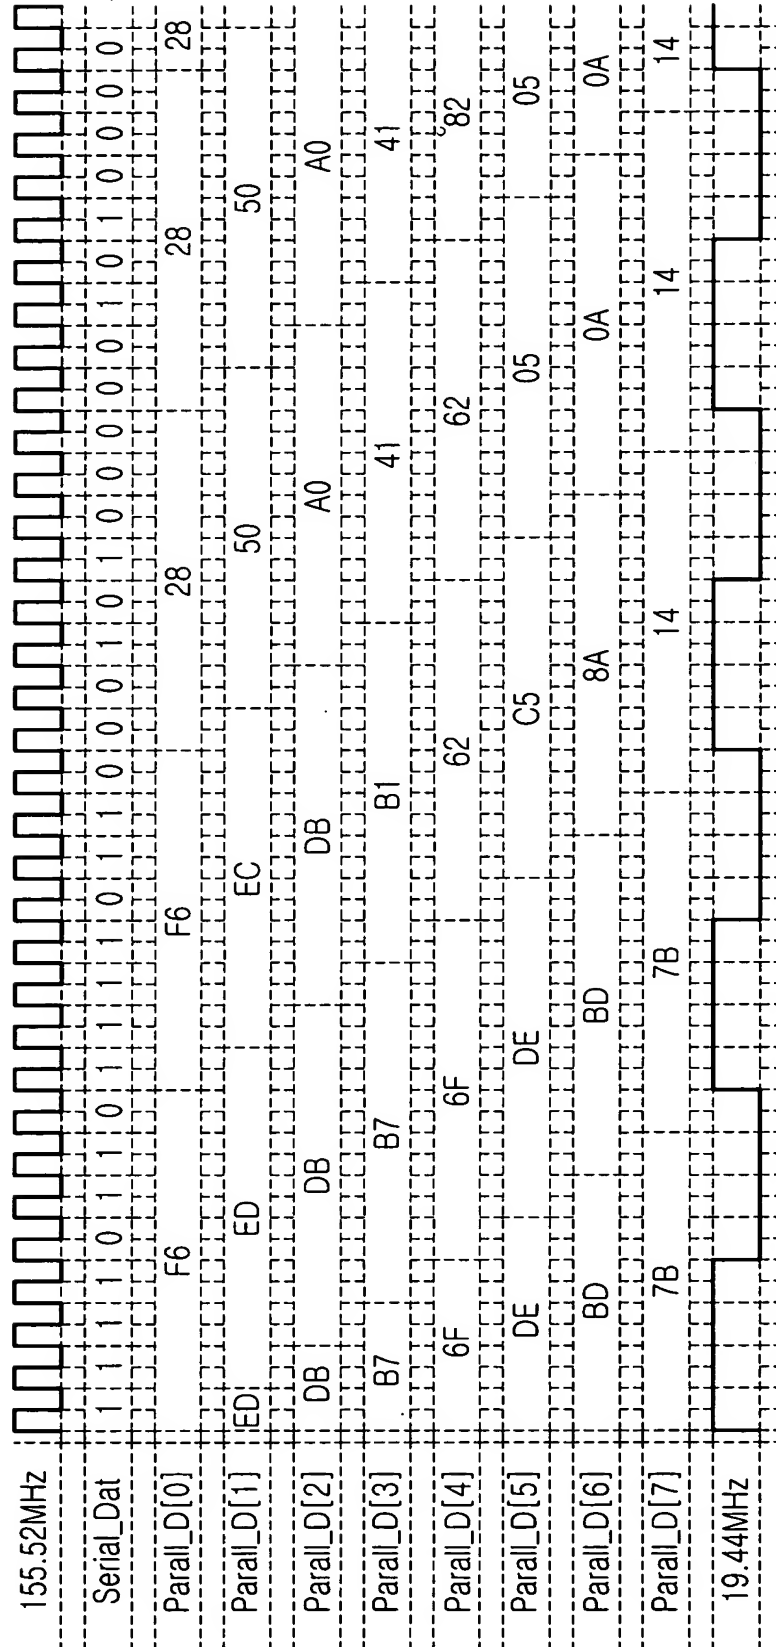 155.52MHz
Serial_Dat 1 1 1 1 0 1 1 0 1 1 1 1 0 1 1 0 0 0 1 0 1 0 0 0 0 0 1 0 1 0 0 0 0
Parall_D[0] F6 F6 28 28 28
Parall_D[1] ED ED EC 50 50
Parall_D[2] DB DB DB A0 A0
Parall_D[3] B7 B7 B1 41 41
Parall_D[4] 6F 6F 62 62 82
Parall_D[5] DE DE C5 05 05
Parall_D[6] BD BD 8A 0A 0A
Parall_D[7] 7B 7B 14 14 14
19.44MHz